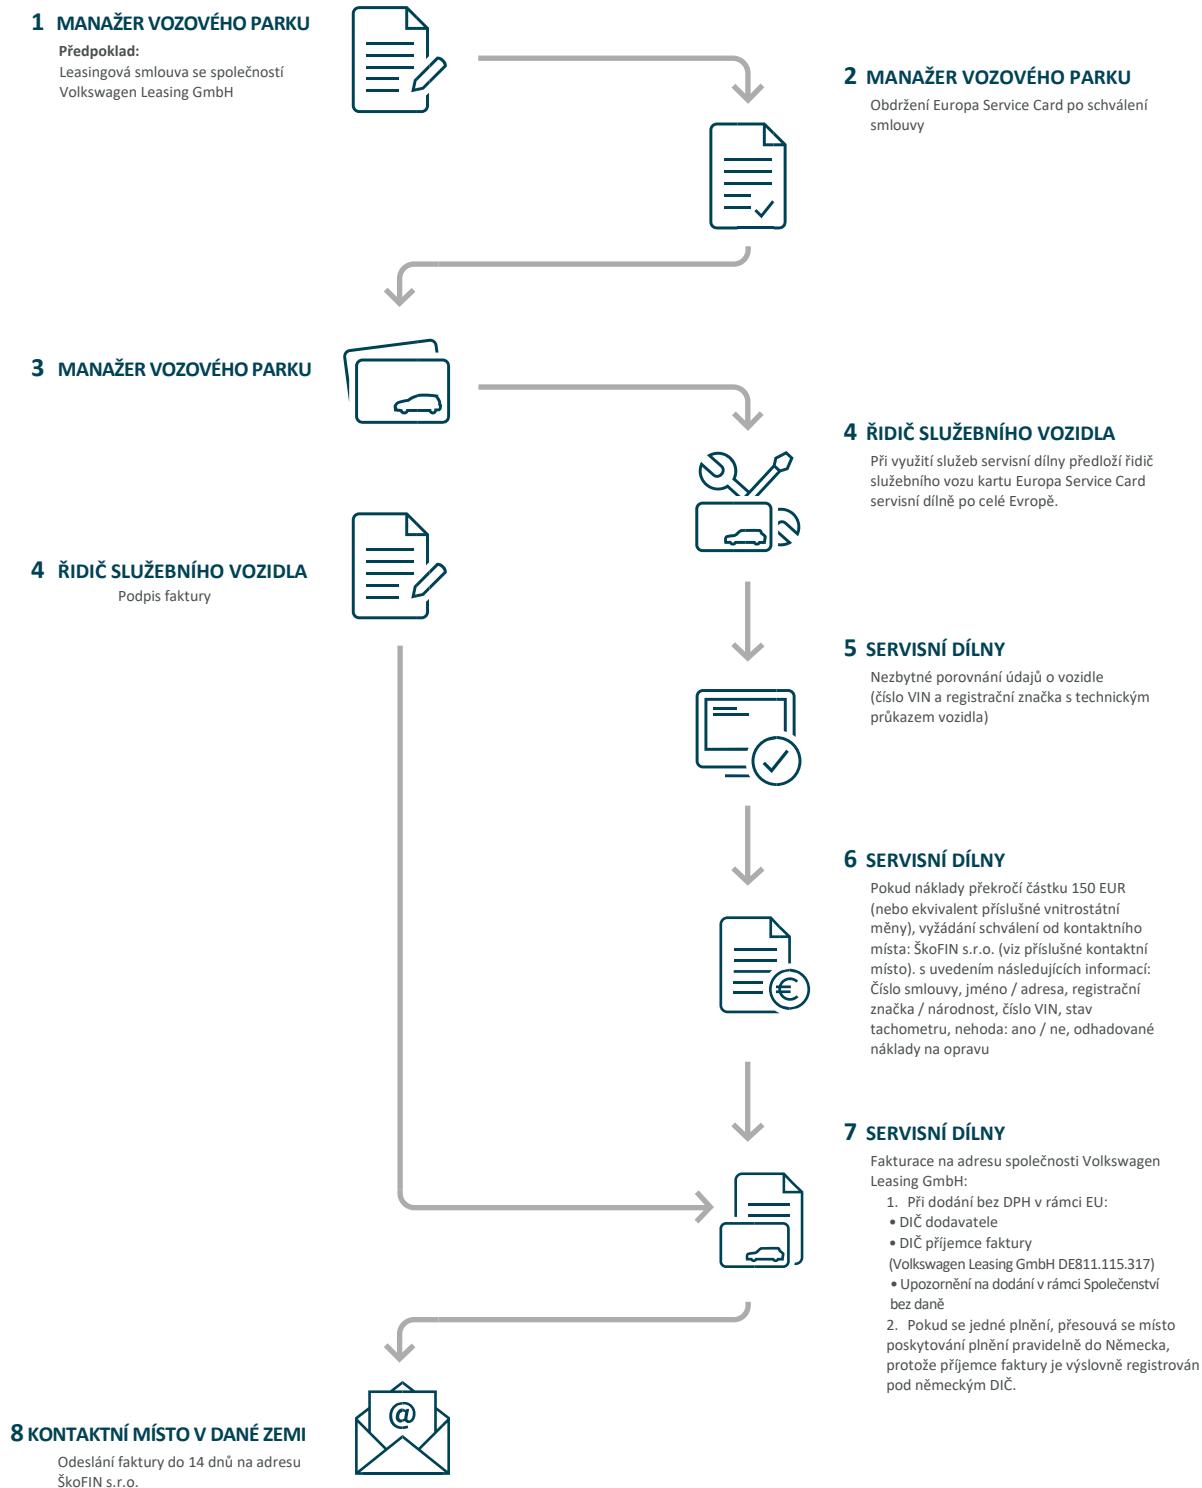 1 MANAŽER VOZOVÉHO PARKU
Předpoklad:
Leasingová smlouva se společností
Volkswagen Leasing GmbH
2 MANAŽER VOZOVÉHO PARKU
Obdržení Europa Service Card po schválení
smlouvy
3 MANAŽER VOZOVÉHO PARKU
4 ŘIDIČ SLUŽEBNÍHO VOZIDLA
Při využití služeb servisní dílny předloží řidič
služebního vozu kartu Europa Service Card
servisní dílně po celé Evropě.
4 ŘIDIČ SLUŽEBNÍHO VOZIDLA
Podpis faktury
5 SERVISNÍ DÍLNY
Nezbytné porovnání údajů o vozidle
(číslo VIN a registrační značka s technickým
průkazem vozidla)
6 SERVISNÍ DÍLNY
Pokud náklady překročí částku 150 EUR
(nebo ekvivalent příslušné vnitrostátní
měny), vyžádání schválení od kontaktního
místa: ŠkoFIN s.r.o. (viz příslušné kontaktní
místo). s uvedením následujících informací:
Číslo smlouvy, jméno / adresa, registrační
značka / národnost, číslo VIN, stav
tachometru, nehoda: ano / ne, odhadované
náklady na opravu
€
7 SERVISNÍ DÍLNY
Fakturace na adresu společnosti Volkswagen
Leasing GmbH:
1. Při dodání bez DPH v rámci EU:
• DIČ dodavatele
• DIČ příjemce faktury
(Volkswagen Leasing GmbH DE811.115.317)
• Upozornění na dodání v rámci Společenství
bez daně
2. Pokud se jedné plnění, přesouvá se místo
poskytování plnění pravidelně do Německa,
protože příjemce faktury je výslovně registrován
pod německým DIČ.
@
8 KONTAKTNÍ MÍSTO V DANÉ ZEMI
Odeslání faktury do 14 dnů na adresu
ŠkoFIN s.r.o.